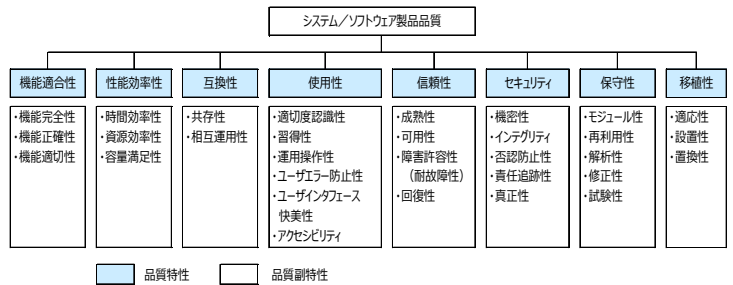 システム／ソフトウェア製品品質
機能適合性
性能効率性
互換性
使用性
信頼性
セキュリティ
保守性
移植性
・機能完全性
・機能正確性
・機能適切性
・時間効率性
・資源効率性
・容量満足性
・共存性
・相互運用性
・適切度認識性
・習得性
・運用操作性
・ユーザエラー防止性
・ユーザインタフェース
快美性
・アクセシビリティ
・成熟性
・可用性
・障害許容性
（耐故障性）
・回復性
・機密性
・インテグリティ
・否認防止性
・責任追跡性
・真正性
・モジュール性
・再利用性
・解析性
・修正性
・試験性
・適応性
・設置性
・置換性
品質特性
品質副特性